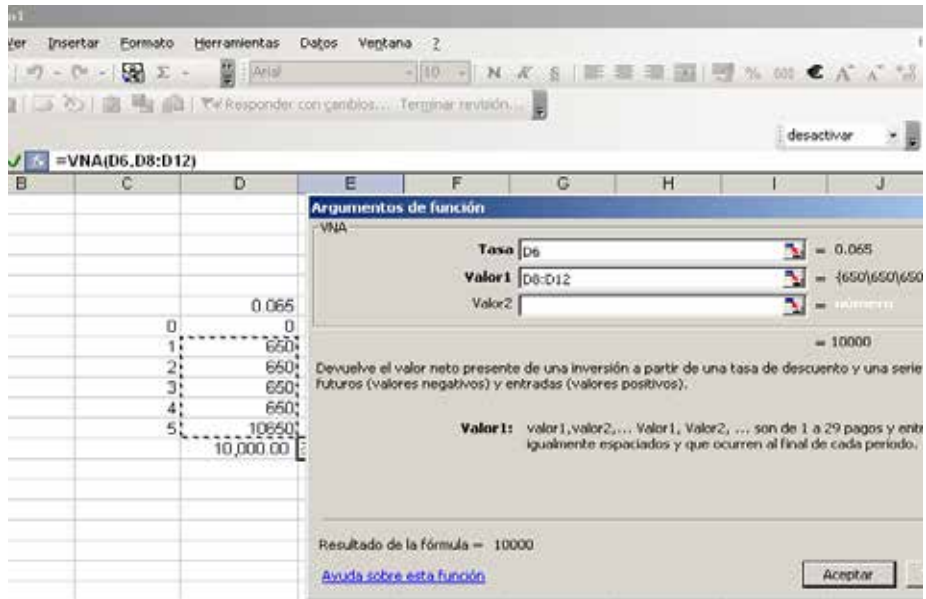 Ver Insertar Formato Herramientas Datos Ventana ?
Σ Arial 10 N K S % 000 €
Responder con cambios... Terminar revisión...
desactivar
=VNA(D6,D8:D12)
B C D E F G H I J
Argumentos de función
VNA
Tasa D6 = 0.065
Valor1 D8:D12 = {650\650\650
Valor2 = número
0.065
0 0
1 650
2 650
3 650
4 650
5 10650
10,000.00
= 10000
Devuelve el valor neto presente de una inversión a partir de una tasa de descuento y una serie
futuros (valores negativos) y entradas (valores positivos).
Valor1: valor1,valor2,... Valor1, Valor2, ... son de 1 a 29 pagos y entr
igualmente espaciados y que ocurren al final de cada periodo.
Resultado de la fórmula = 10000
Ayuda sobre esta función
Aceptar